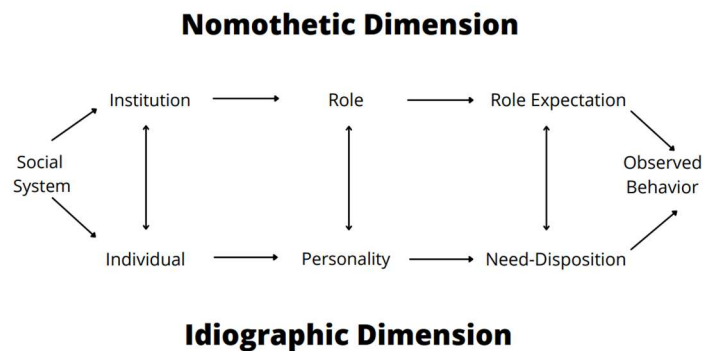 Nomothetic Dimension
Institution Role Role Expectation
Social
System
Observed
Behavior
Individual Personality Need-Disposition
Idiographic Dimension